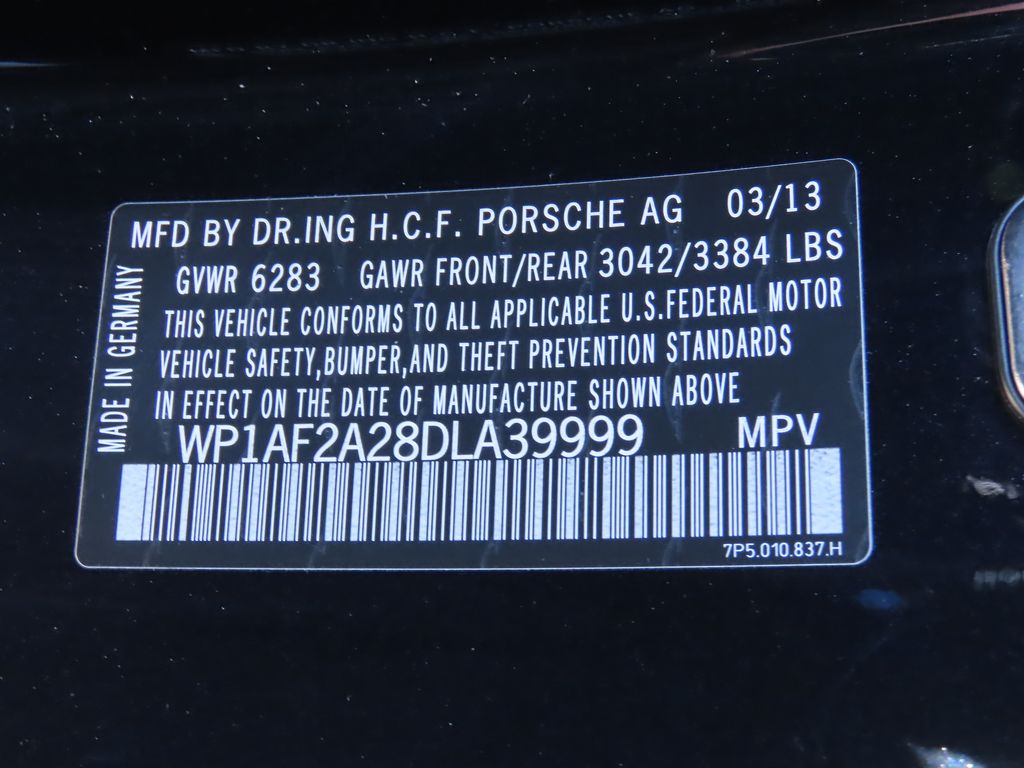 MFD BY DR.ING H.C.F. PORSCHE AG 03/13
GVWR 6283 GAWR FRONT/REAR 3042/3384 LBS
THIS VEHICLE CONFORMS TO ALL APPLICABLE U.S.FEDERAL MOTOR
VEHICLE SAFETY,BUMPER,AND THEFT PREVENTION STANDARDS
IN EFFECT ON THE DATE OF MANUFACTURE SHOWN ABOVE
WP1AF2A28DLA39999 MPV
7P5.010.837.H
MADE IN GERMANY